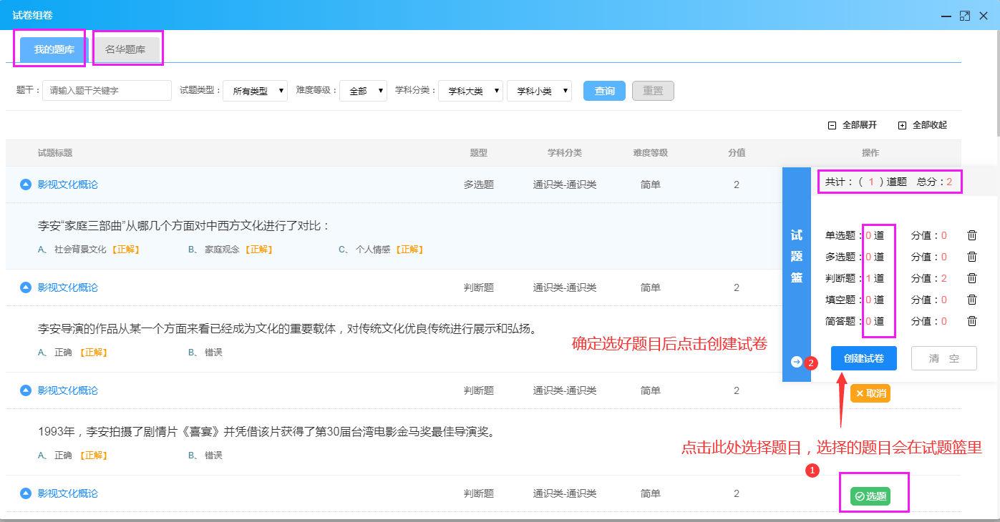 试卷组卷
我的题库 名华题库
题干： 请输入题干关键字 试题类型： 所有类型 难度等级： 全部 学科分类： 学科大类 学科小类 查询 重置
全部展开 全部收起
试题标题 题型 学科分类 难度等级 分值 操作
影视文化概论 多选题 通识类-通识类 简单 2
李安“家庭三部曲”从哪几个方面对中西方文化进行了对比：
A、 社会背景文化 【正解】 B、 家庭观念 【正解】 C、 个人情感 【正解】
影视文化概论 判断题 通识类-通识类 简单 2
李安导演的作品从某一个方面来看已经成为文化的重要载体，对传统文化优良传统进行展示和弘扬。
A、 正确 【正解】 B、 错误
影视文化概论 判断题 通识类-通识类 简单 2
1993年，李安拍摄了剧情片《喜宴》并凭借该片获得了第30届台湾电影金马奖最佳导演奖。
A、 正确 【正解】 B、 错误
影视文化概论 判断题 通识类-通识类 简单 2
试题篮
共计：（ 1 ）道题 总分：2
单选题：0 道 分值：0
多选题：0 道 分值：0
判断题：1 道 分值：2
填空题：0 道 分值：0
简答题：0 道 分值：0
确定选好题目后点击创建试卷
2 创建试卷 清 空
取消
点击此处选择题目，选择的题目会在试题篮里
1
选题